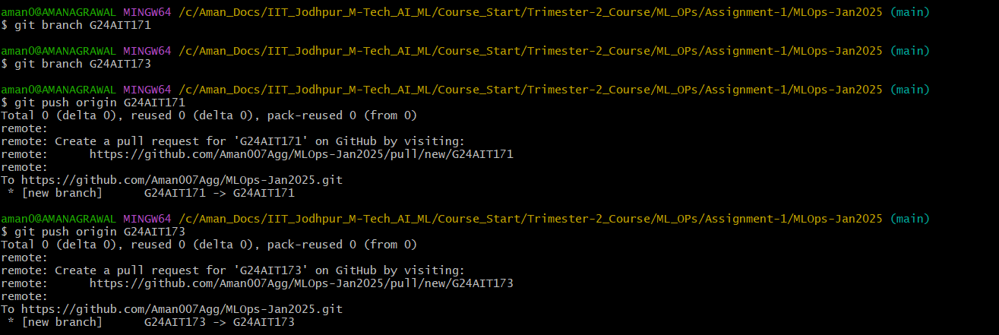 aman0@AMANAGRAWAL MINGW64 /c/Aman_Docs/IIT_Jodhpur_M-Tech_AI_ML/Course_Start/Trimester-2_Course/ML_OPs/Assignment-1/MLOps-Jan2025 (main)
$ git branch G24AIT171
aman0@AMANAGRAWAL MINGW64 /c/Aman_Docs/IIT_Jodhpur_M-Tech_AI_ML/Course_Start/Trimester-2_Course/ML_OPs/Assignment-1/MLOps-Jan2025 (main)
$ git branch G24AIT173
aman0@AMANAGRAWAL MINGW64 /c/Aman_Docs/IIT_Jodhpur_M-Tech_AI_ML/Course_Start/Trimester-2_Course/ML_OPs/Assignment-1/MLOps-Jan2025 (main)
$ git push origin G24AIT171
Total 0 (delta 0), reused 0 (delta 0), pack-reused 0 (from 0)
remote:
remote: Create a pull request for 'G24AIT171' on GitHub by visiting:
remote:      https://github.com/Aman007Agg/MLOps-Jan2025/pull/new/G24AIT171
remote:
To https://github.com/Aman007Agg/MLOps-Jan2025.git
 * [new branch]      G24AIT171 -> G24AIT171
aman0@AMANAGRAWAL MINGW64 /c/Aman_Docs/IIT_Jodhpur_M-Tech_AI_ML/Course_Start/Trimester-2_Course/ML_OPs/Assignment-1/MLOps-Jan2025 (main)
$ git push origin G24AIT173
Total 0 (delta 0), reused 0 (delta 0), pack-reused 0 (from 0)
remote:
remote: Create a pull request for 'G24AIT173' on GitHub by visiting:
remote:      https://github.com/Aman007Agg/MLOps-Jan2025/pull/new/G24AIT173
remote:
To https://github.com/Aman007Agg/MLOps-Jan2025.git
 * [new branch]      G24AIT173 -> G24AIT173